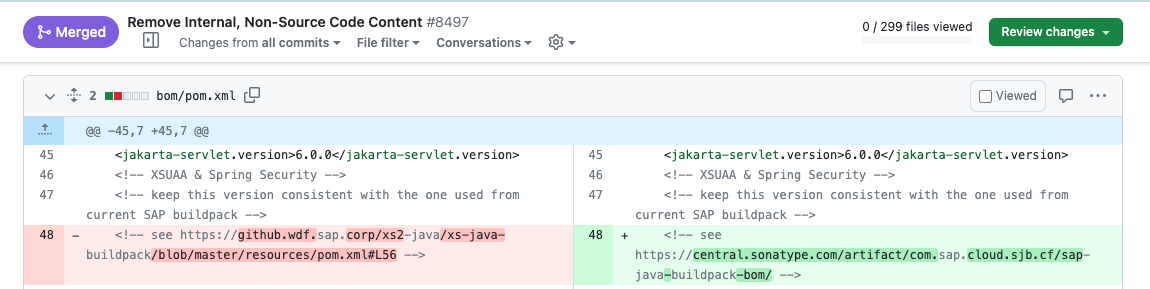 Merged
Remove Internal, Non-Source Code Content #8497
Changes from all commits File filter Conversations
0 / 299 files viewed
Review changes
2 bom/pom.xml
Viewed
@@ -45,7 +45,7 @@
45 <jakarta-servlet.version>6.0.0</jakarta-servlet.version>
46 <!-- XSUAA & Spring Security -->
47 <!-- keep this version consistent with the one used from
current SAP buildpack -->
48 - <!-- see https://github.wdf.sap.corp/xs2-java/xs-java-
buildpack/blob/master/resources/pom.xml#L56 -->
45 <jakarta-servlet.version>6.0.0</jakarta-servlet.version>
46 <!-- XSUAA & Spring Security -->
47 <!-- keep this version consistent with the one used from
current SAP buildpack -->
48 + <!-- see
https://central.sonatype.com/artifact/com.sap.cloud.sjb.cf/sap-
java-buildpack-bom/ -->